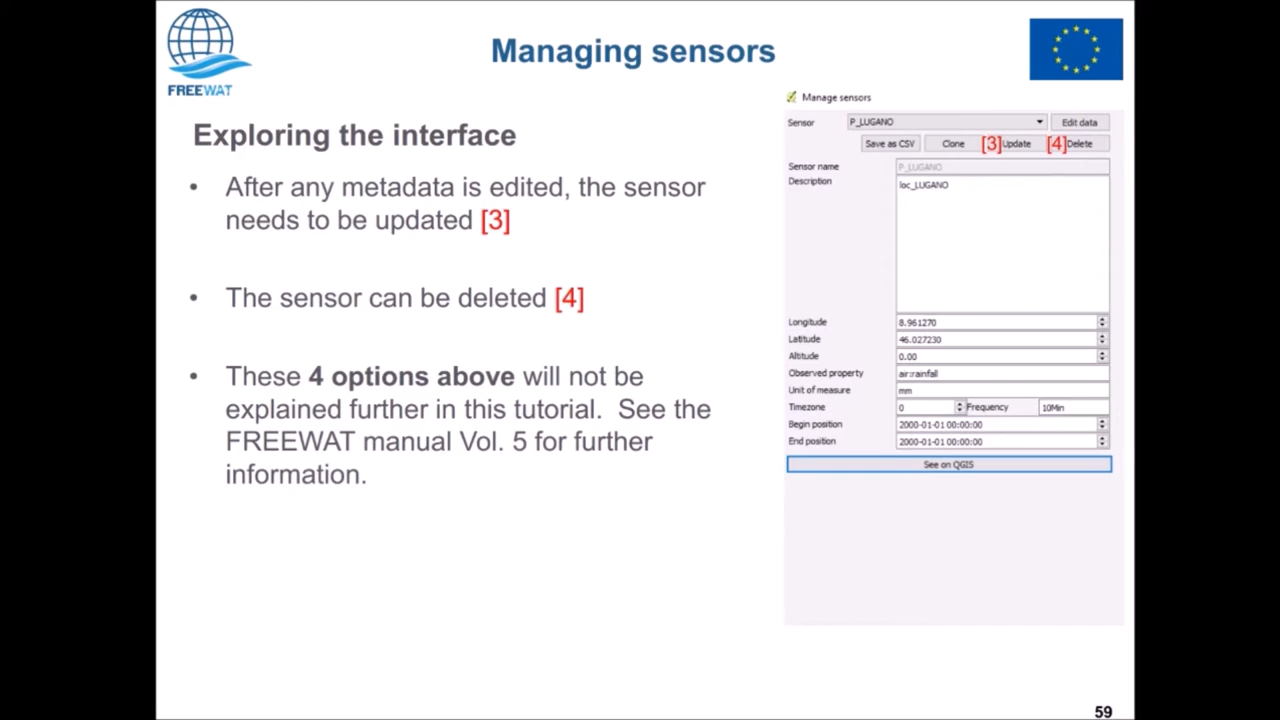 FREEWAT
Managing sensors
Exploring the interface
• After any metadata is edited, the sensor
needs to be updated [3]
• The sensor can be deleted [4]
• These 4 options above will not be
explained further in this tutorial. See the
FREEWAT manual Vol. 5 for further
information.
Manage sensors
Sensor P_LUGANO Edit data
Save as CSV Clone [3] Update [4] Delete
Sensor name P_LUGANO
Description loc_LUGANO
Longitude 8.961270
Latitude 46.027230
Altitude 0.00
Observed property air:rainfall
Unit of measure mm
Timezone 0 Frequency 10Min
Begin position 2000-01-01 00:00:00
End position 2000-01-01 00:00:00
See on QGIS
59